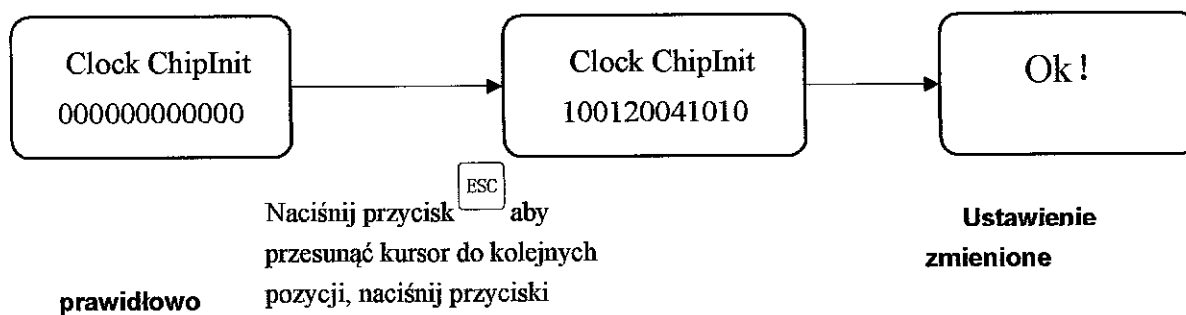 Clock ChipInit
000000000000
Clock ChipInit
100120041010
Ok!
Naciśnij przycisk ESC aby
przesunąć kursor do kolejnych
pozycji, naciśnij przyciski
prawidłowo
Ustawienie
zmienione